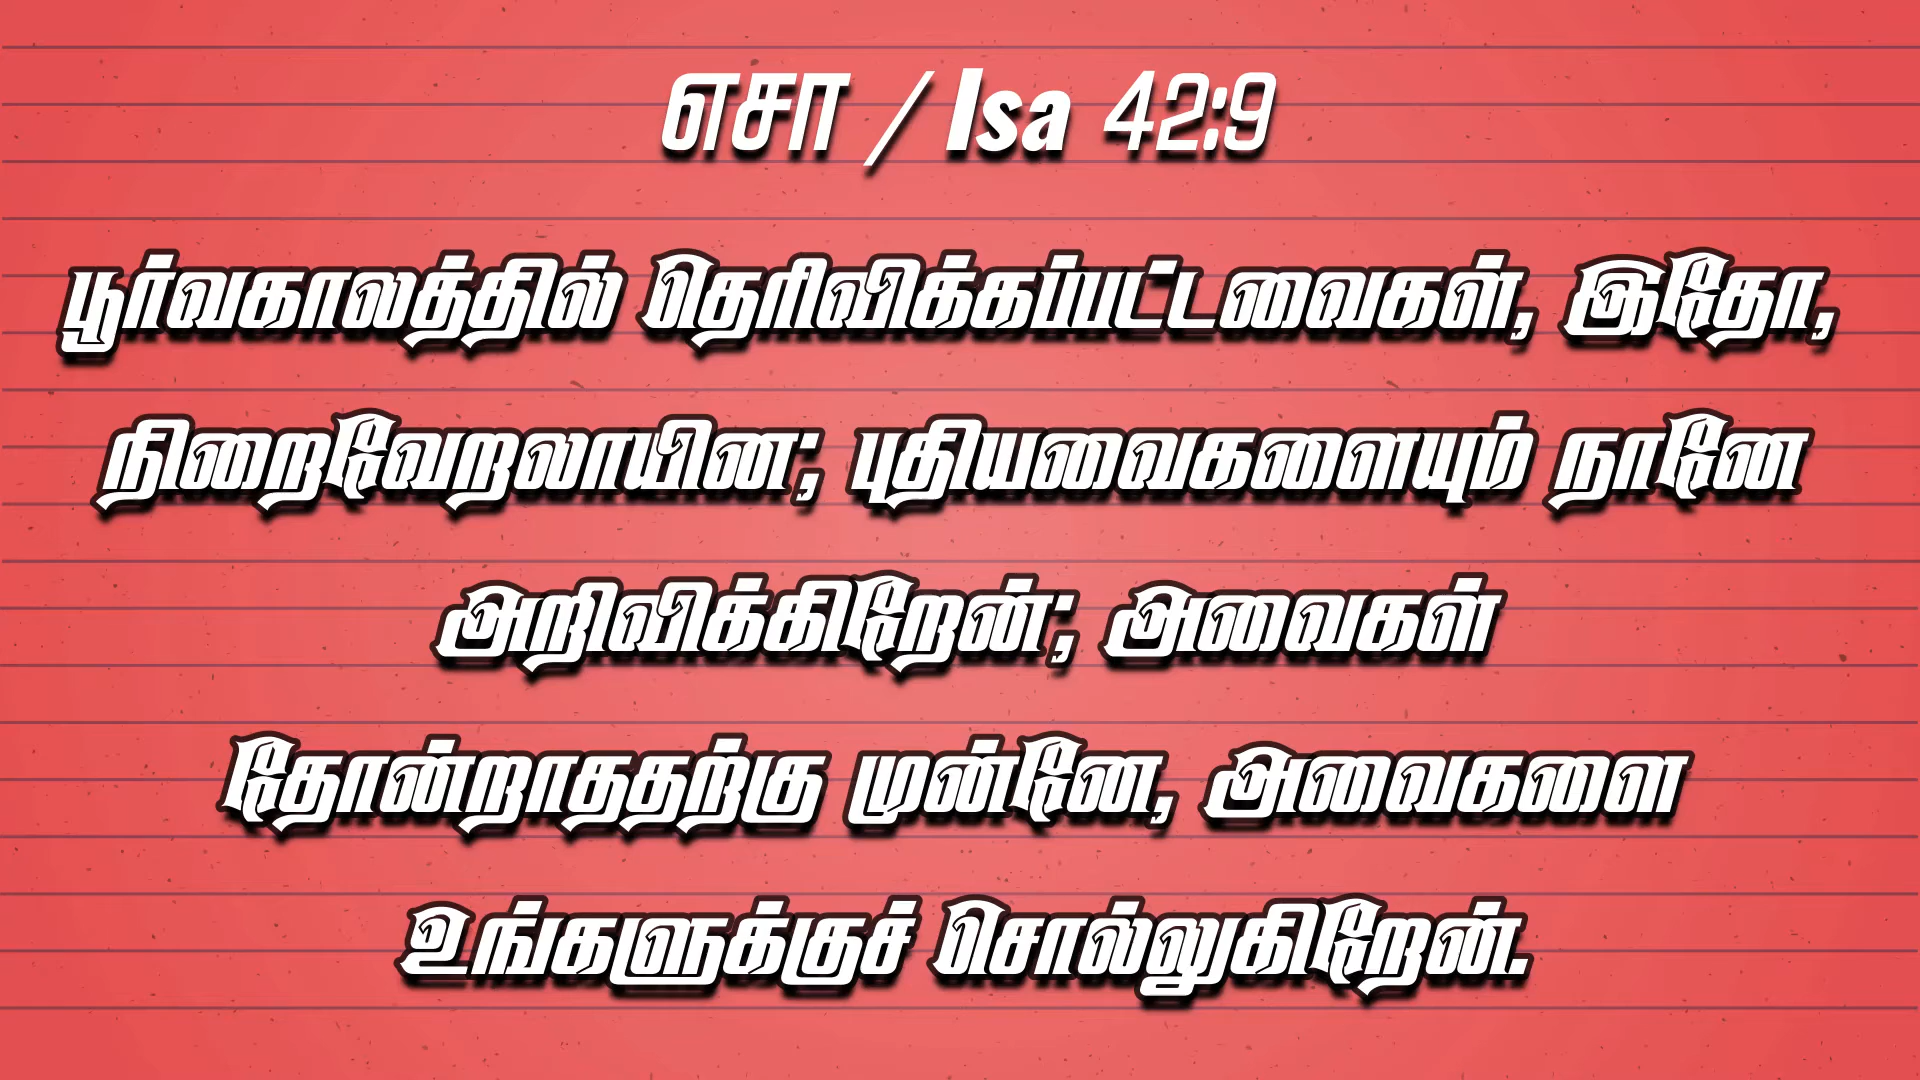 எசா / Isa 42:9
பூர்வகாலத்தில் தெரிவிக்கப்பட்டவைகள், இதோ,
நிறைவேறலாயின; புதியவைகளையும் நானே
அறிவிக்கிறேன்; அவைகள்
தோன்றாததற்கு முன்னே, அவைகளை
உங்களுக்குச் சொல்லுகிறேன்.